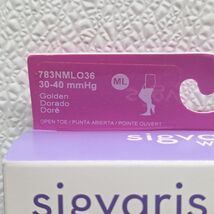 783NMLO36
30-40 mmHg
ML
Golden
Dorado
Doré
OPEN TOE / PUNTA ABIERTA / POINTE OUVERT
sigvaris
sigvaris